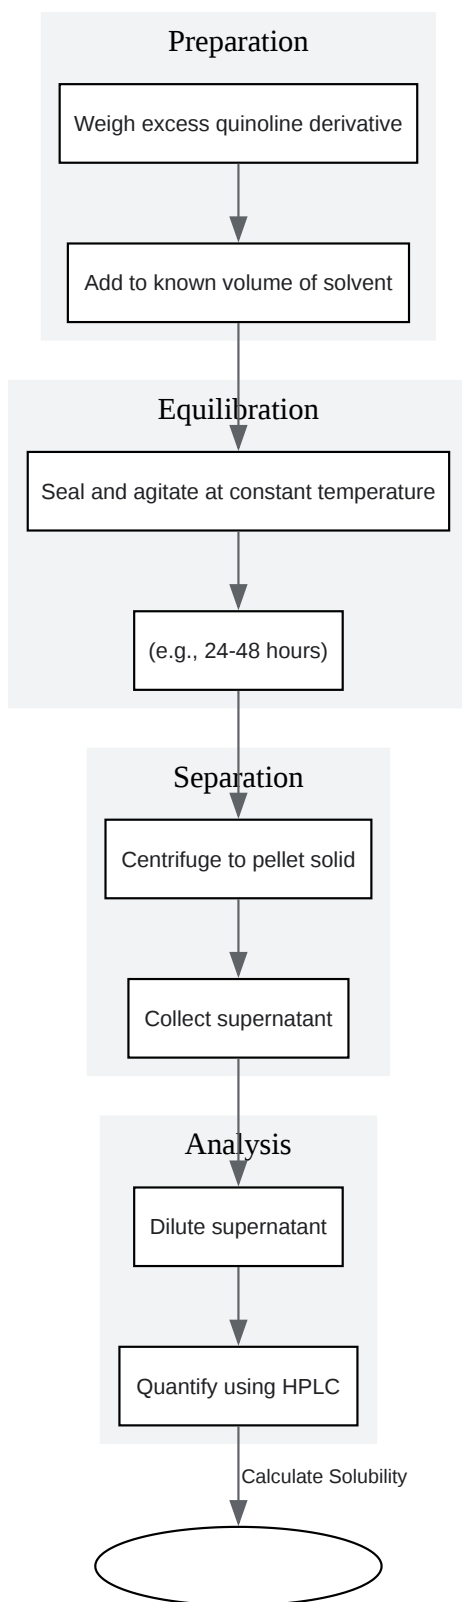 Preparation
Weigh excess quinoline derivative
Add to known volume of solvent
Equilibration
Seal and agitate at constant temperature
(e.g., 24-48 hours)
Separation
Centrifuge to pellet solid
Collect supernatant
Analysis
Dilute supernatant
Quantify using HPLC
Calculate Solubility